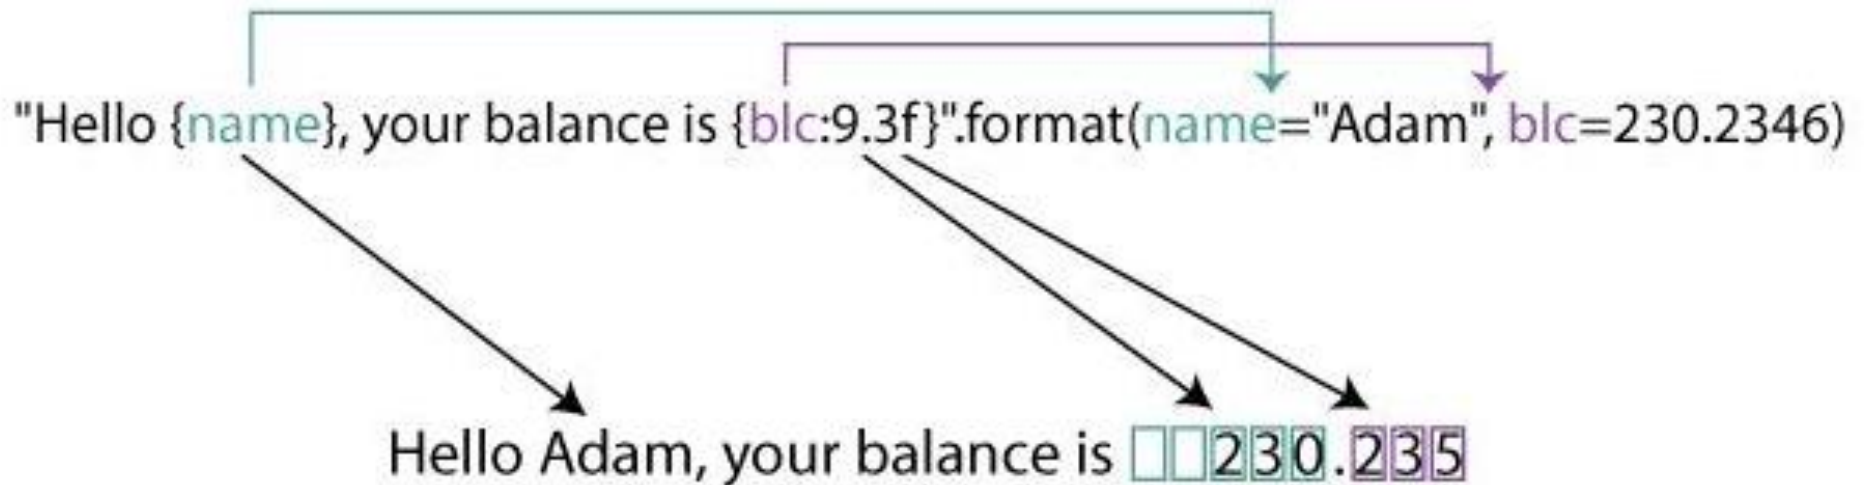 "Hello {name}, your balance is {blc:9.3f}".format(name="Adam", blc=230.2346)
Hello Adam, your balance is 230.235